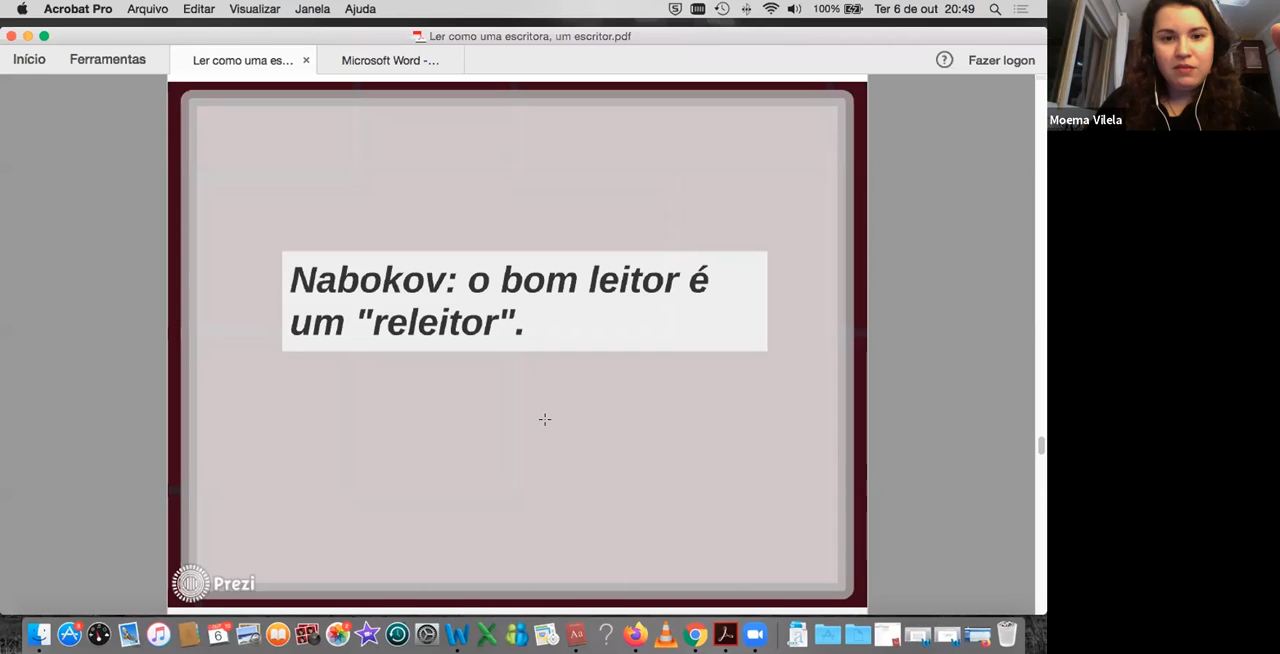 Acrobat Pro Arquivo Editar Visualizar Janela Ajuda 100% Ter 6 de out 20:49
Ler como uma escritora, um escritor.pdf
Início Ferramentas Ler como uma es... × Microsoft Word -... ? Fazer logon
Moema Vilela
Nabokov: o bom leitor é
um "releitor".
Prezi